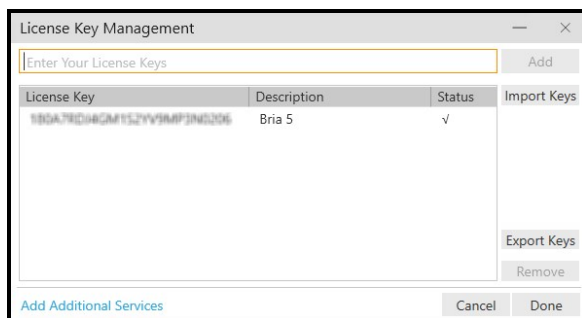 License Key Management
Enter Your License Keys Add
License Key Description Status Import Keys
Bria 5 √
Export Keys
Remove
Add Additional Services Cancel Done